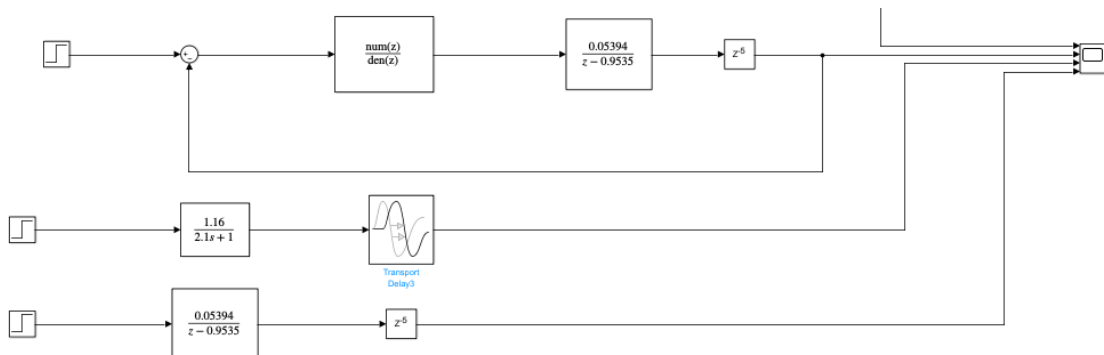 +
−
num(z)
den(z)
0.05394
z − 0.9535
z-5
1.16
2.1s + 1
Transport
Delay3
0.05394
z − 0.9535
z-5